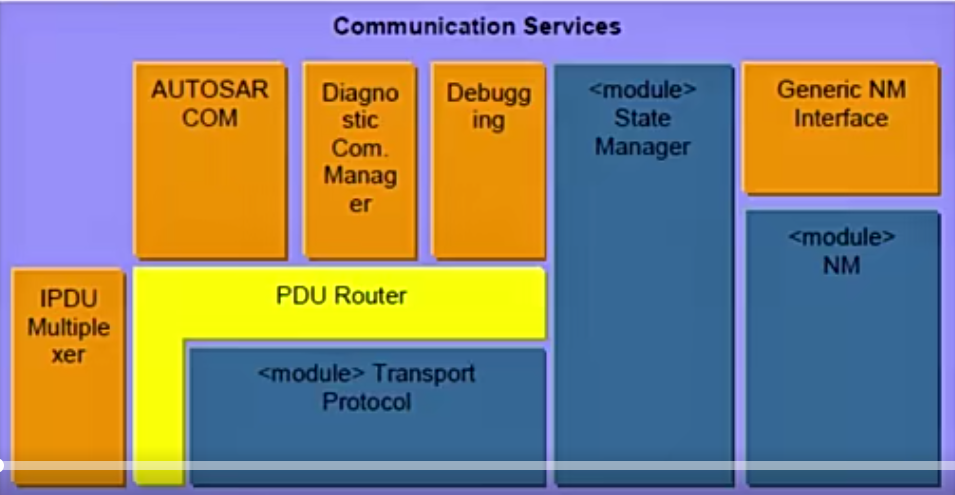 Communication Services
AUTOSAR
COM
Diagno
stic
Com.
Manag
er
Debugg
ing
<module>
State
Manager
Generic NM
Interface
<module>
NM
IPDU
Multiple
xer
PDU Router
<module> Transport
Protocol